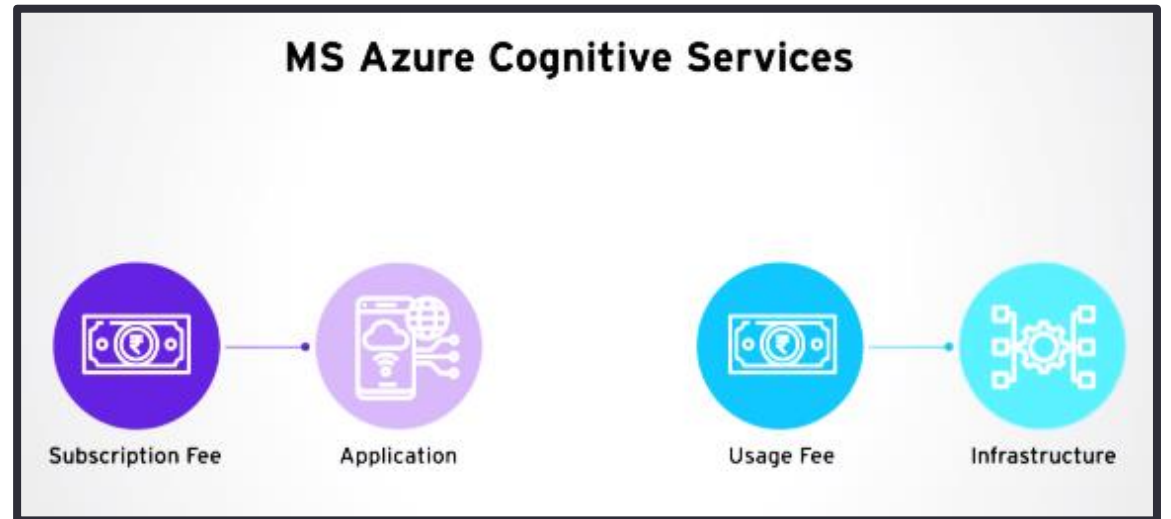 MS Azure Cognitive Services
₹
₹
Subscription Fee
Application
Usage Fee
Infrastructure